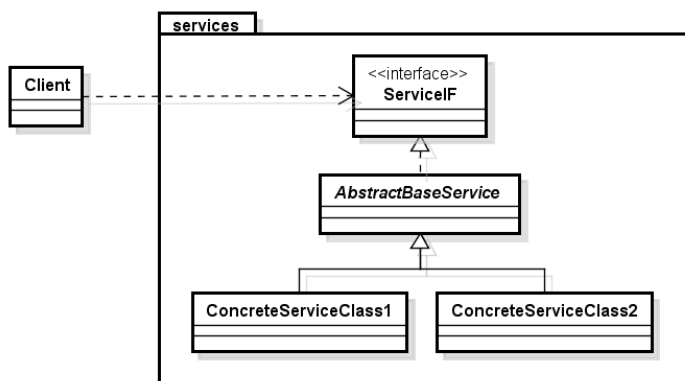 services
Client
<<interface>>
ServiceIF
AbstractBaseService
ConcreteServiceClass1
ConcreteServiceClass2